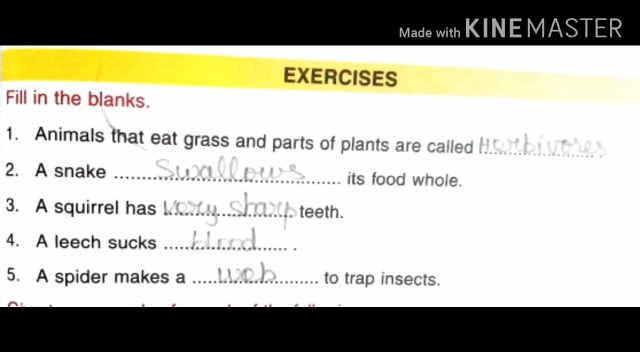 Made with KINEMASTER
EXERCISES
Fill in the blanks.
1. Animals that eat grass and parts of plants are called Herbivores
2. A snake ..... Swallows ..... its food whole.
3. A squirrel has very sharp teeth.
4. A leech sucks ..... blood ..... .
5. A spider makes a ..... web ..... to trap insects.